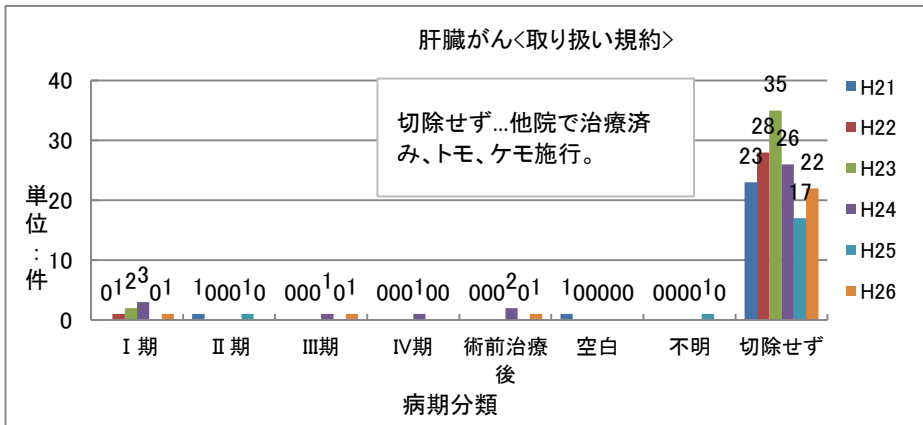 肝臓がん<取り扱い規約>
切除せず…他院で治療済
み、トモ、ケモ施行。
単位:件
40
30
20
10
0
0 1 2 3 0 1
1 0 0 0 1 0
0 0 0 1 0 1
0 0 0 1 0 0
0 0 0 2 0 1
1 0 0 0 0 0
0 0 0 0 1 0
23 28 35 26 17 22
Ⅰ期
Ⅱ期
Ⅲ期
Ⅳ期
術前治療
後
空白
不明
切除せず
病期分類
H21
H22
H23
H24
H25
H26